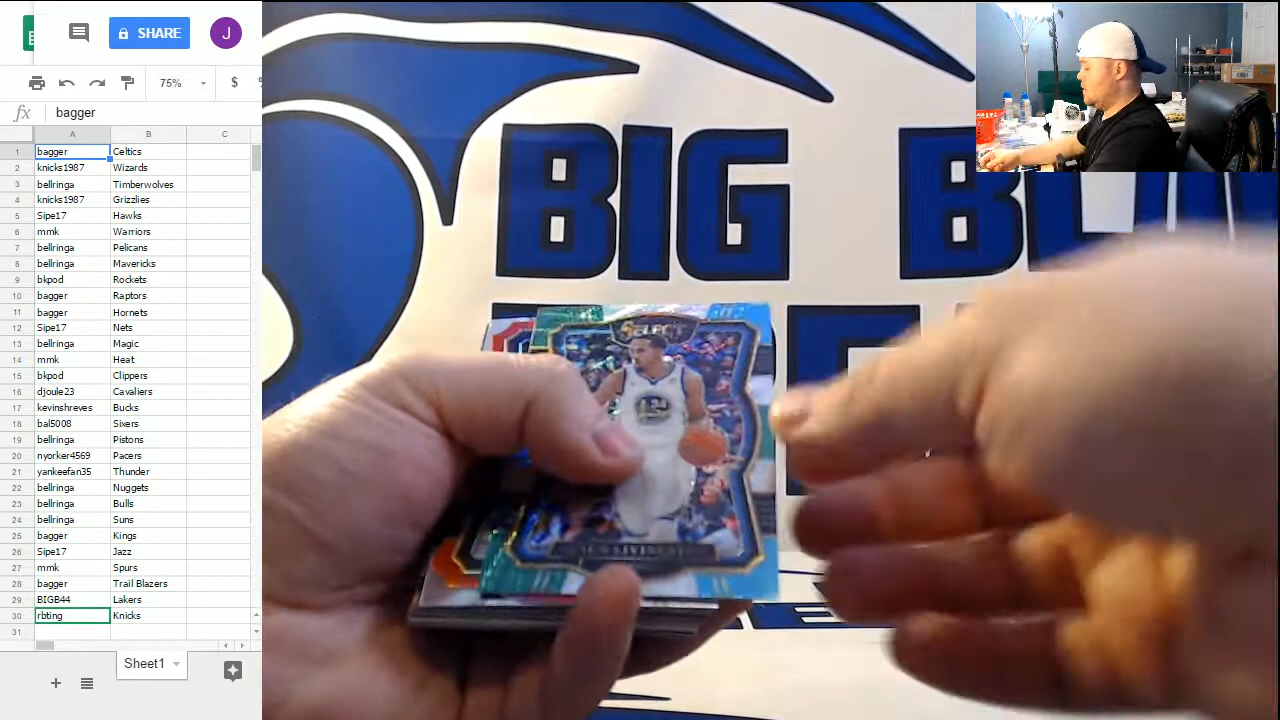 SHARE
J
75%
$
fx
bagger
A B C
1 bagger Celtics
2 knicks1987 Wizards
3 bellringa Timberwolves
4 knicks1987 Grizzlies
5 Sipe17 Hawks
6 mmk Warriors
7 bellringa Pelicans
8 bellringa Mavericks
9 bkpod Rockets
10 bagger Raptors
11 bagger Hornets
12 Sipe17 Nets
13 bellringa Magic
14 mmk Heat
15 bkpod Clippers
16 djoule23 Cavaliers
17 kevinshreves Bucks
18 bal5008 Sixers
19 bellringa Pistons
20 nyorker4569 Pacers
21 yankeefan35 Thunder
22 bellringa Nuggets
23 bellringa Bulls
24 bellringa Suns
25 bagger Kings
26 Sipe17 Jazz
27 mmk Spurs
28 bagger Trail Blazers
29 BIGB44 Lakers
30 rbting Knicks
31
Sheet1
BIG
SELECT